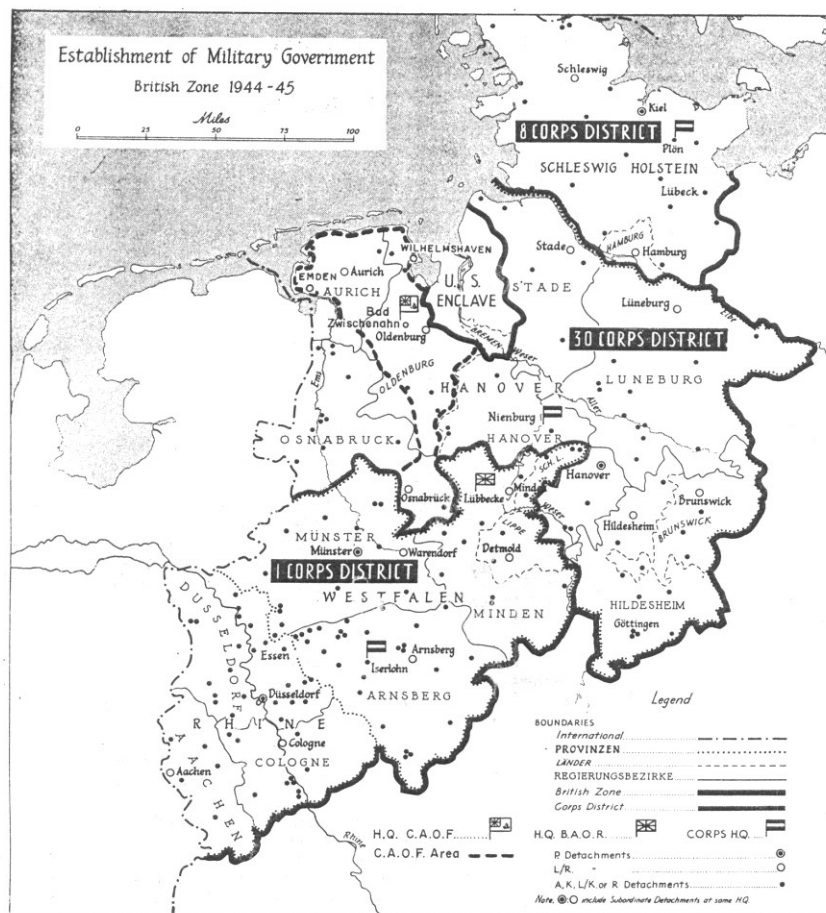 Establishment of Military Government
British Zone 1944-45
Miles
0 25 50 75 100
Schleswig
Kiel
8 CORPS DISTRICT
Plön
SCHLESWIG HOLSTEIN
Lübeck
HAMBURG
Hamburg
Stade
STADE
WILHELMSHAVEN
Aurich
EMDEN
AURICH
U. S.
ENCLAVE
Bad
Zwischenahn
Oldenburg
BREMEN
Weser
Lüneburg
Elbe
30 CORPS DISTRICT
LUNEBURG
OLDENBURG
HANOVER
Ems
Aller
Nienburg
HANOVER
OSNABRUCK
SCH. L.
Hanover
Osnabrück
Lübbecke
Minden
Brunswick
Weser
Hildesheim
BRUNSWICK
MÜNSTER
Münster
Warendorf
LIPPE
Detmold
1 CORPS DISTRICT
WESTFALEN
MINDEN
HILDESHEIM
Göttingen
DUSSELDORF
Essen
Iserlohn
Arnsberg
ARNSBERG
Düsseldorf
RHINE
Cologne
COLOGNE
Aachen
AACHEN
Rhine
Legend
BOUNDARIES
International
PROVINZEN
LÄNDER
REGIERUNGSBEZIRKE
British Zone
Corps District
H.Q. C.A.O.F. H.Q. B.A.O.R. CORPS H.Q.
C.A.O.F. Area
P. Detachments
L/R. "
A, K, L/K or R Detachments
Note. ◉, ○ include Subordinate Detachments at same H.Q.